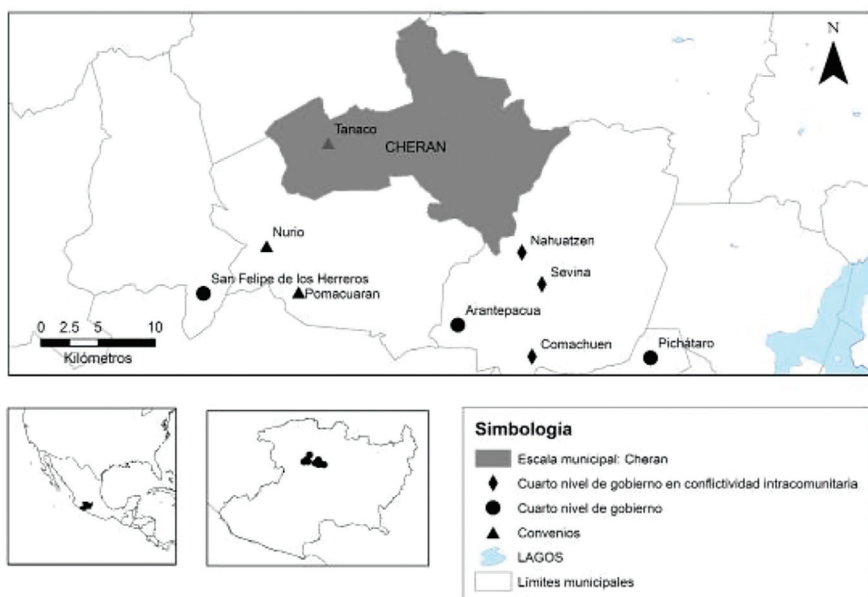 N
Tanaco
CHERAN
Nurio
Nahuatzen
San Felipe de los Herreros
Sevina
Pomacuaran
Arantepacua
0 2.5 5 10
Kilómetros
Comachuen
Pichátaro
Simbología
Escala municipal: Cheran
Cuarto nivel de gobierno en conflictividad intracomunitaria
Cuarto nivel de gobierno
Convenios
LAGOS
Límites municipales